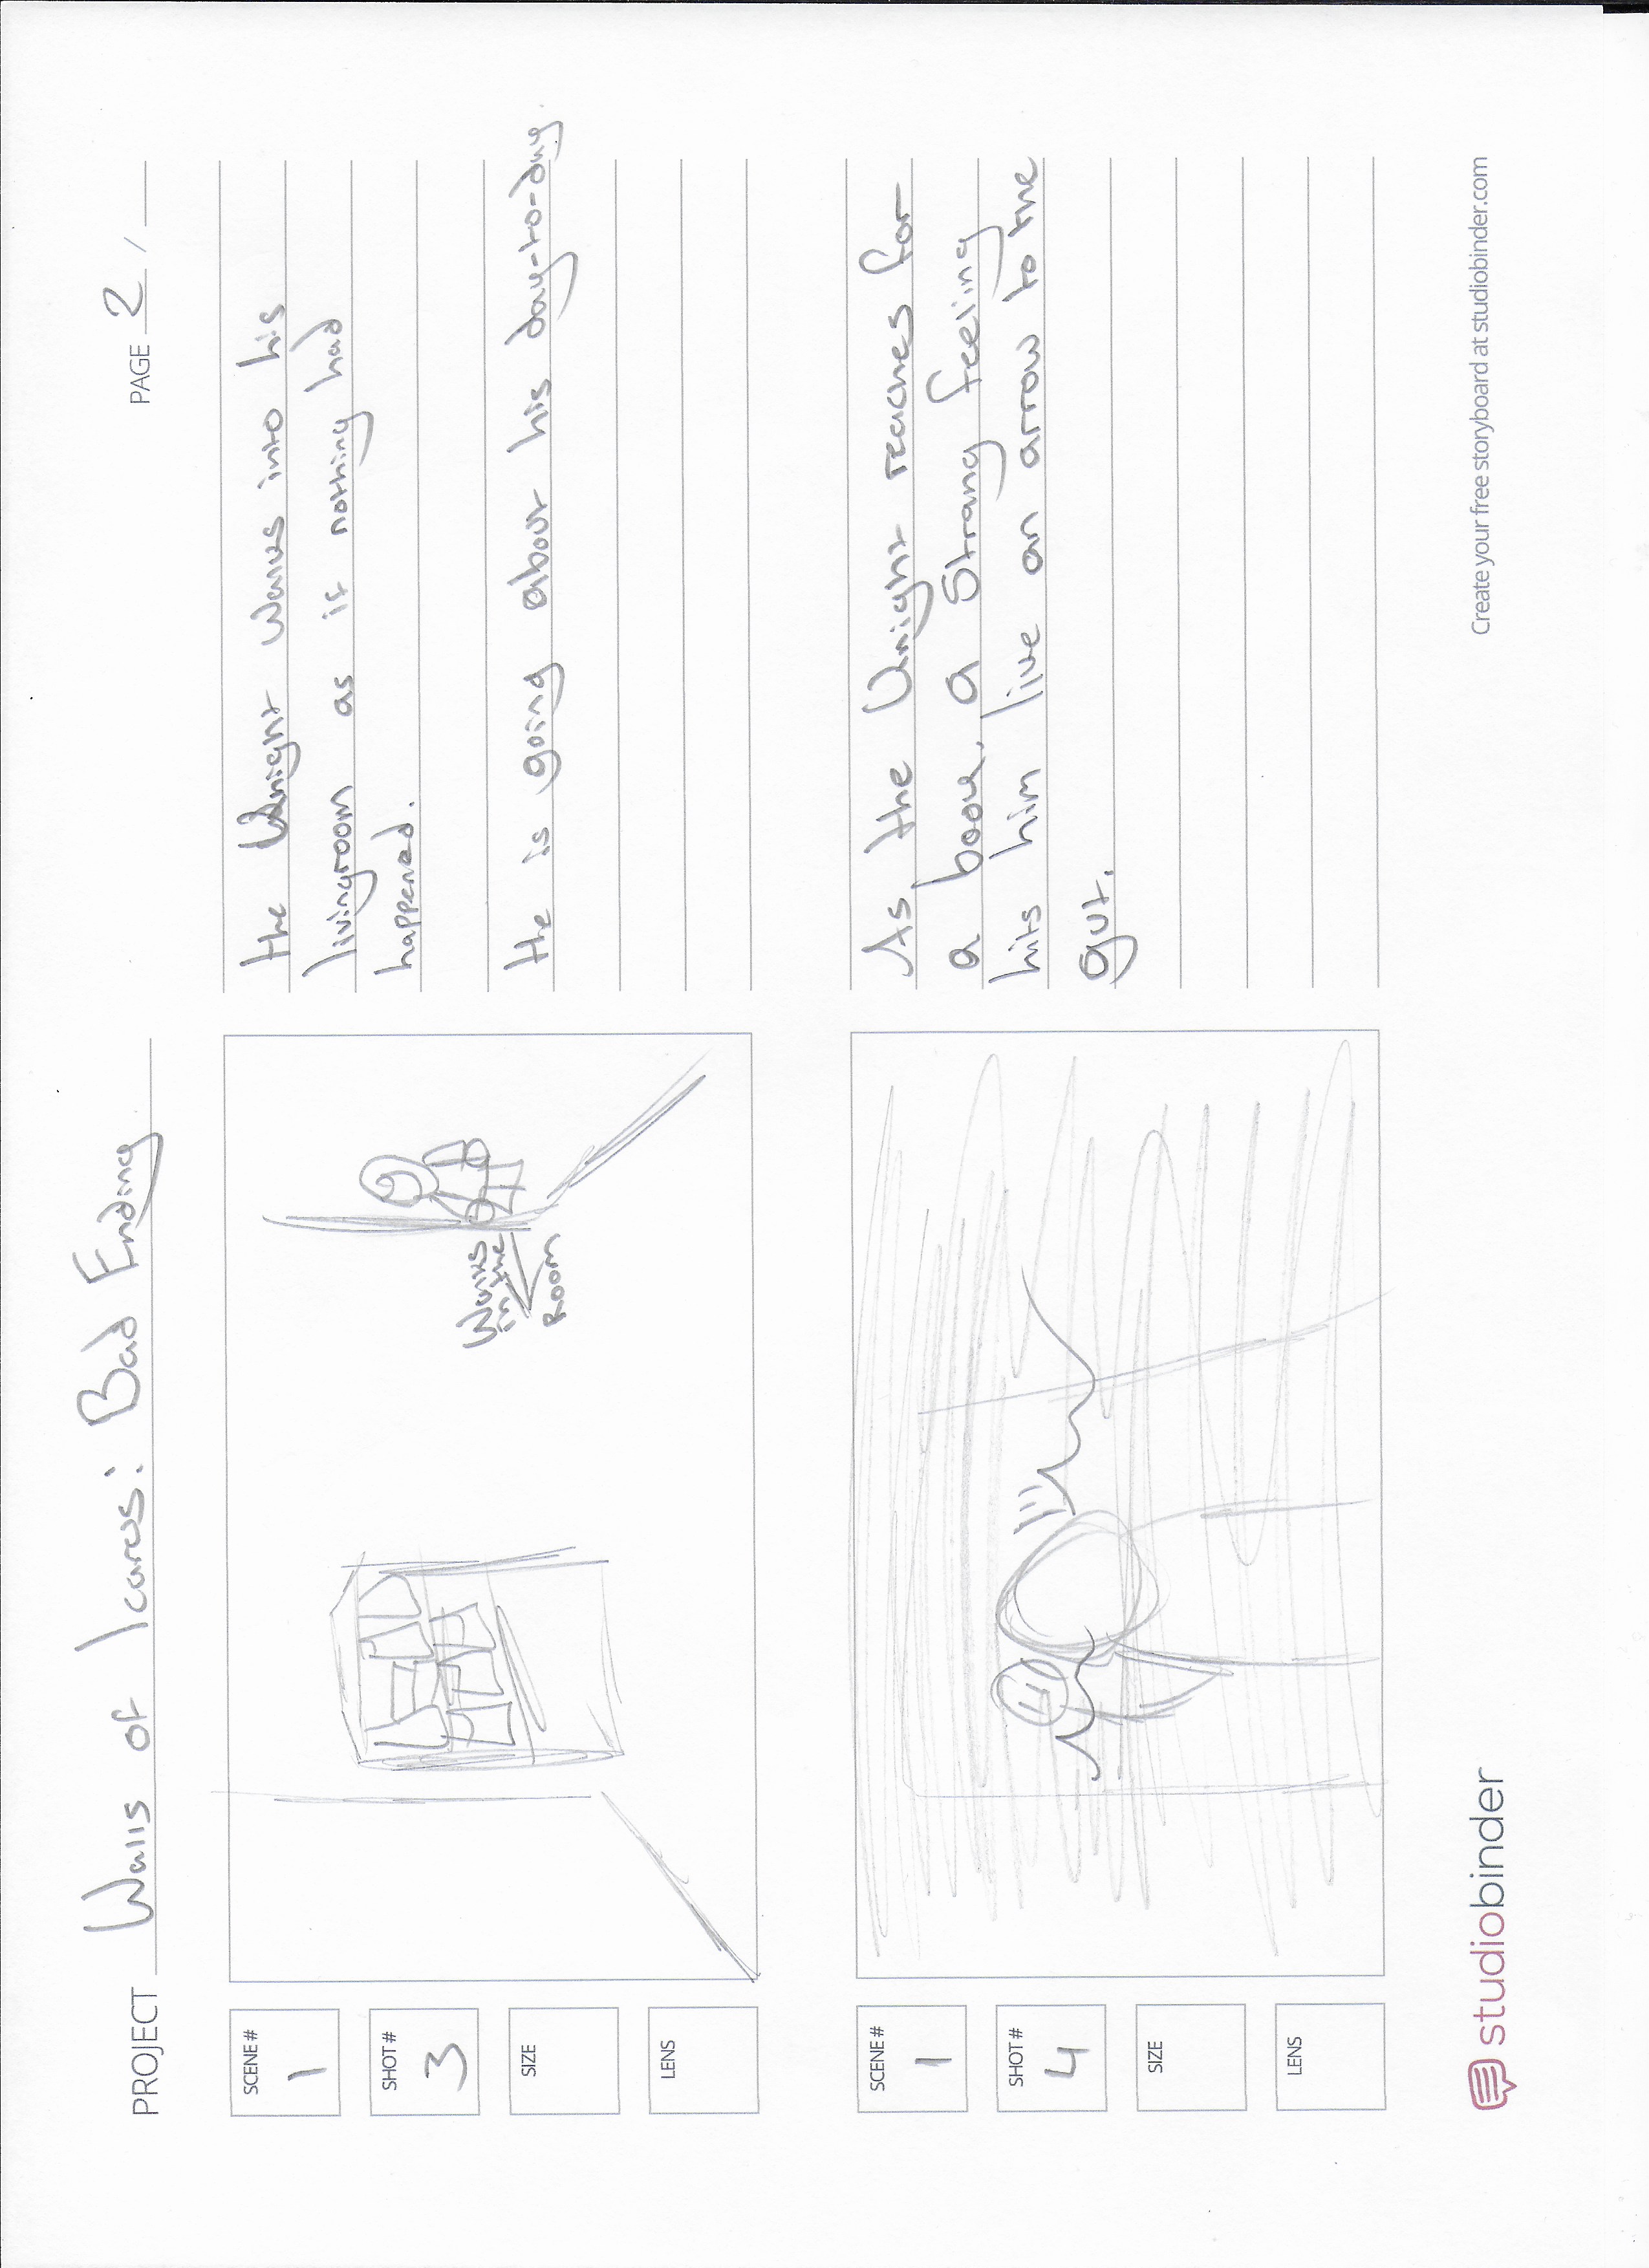 PROJECT Walls of Icarus: Bad Ending
PAGE 2 /
SCENE #
1
SHOT #
3
SIZE
LENS
Walks
in the
Room
the Knight Walks into his
livingroom as if nothing had
happened.
He is going about his day-to-day.
SCENE #
1
SHOT #
4
SIZE
LENS
As the Knight reaches for
a book, a Strang feeling
hits him like an arrow to the
gut.
studiobinder
Create your free storyboard at studiobinder.com